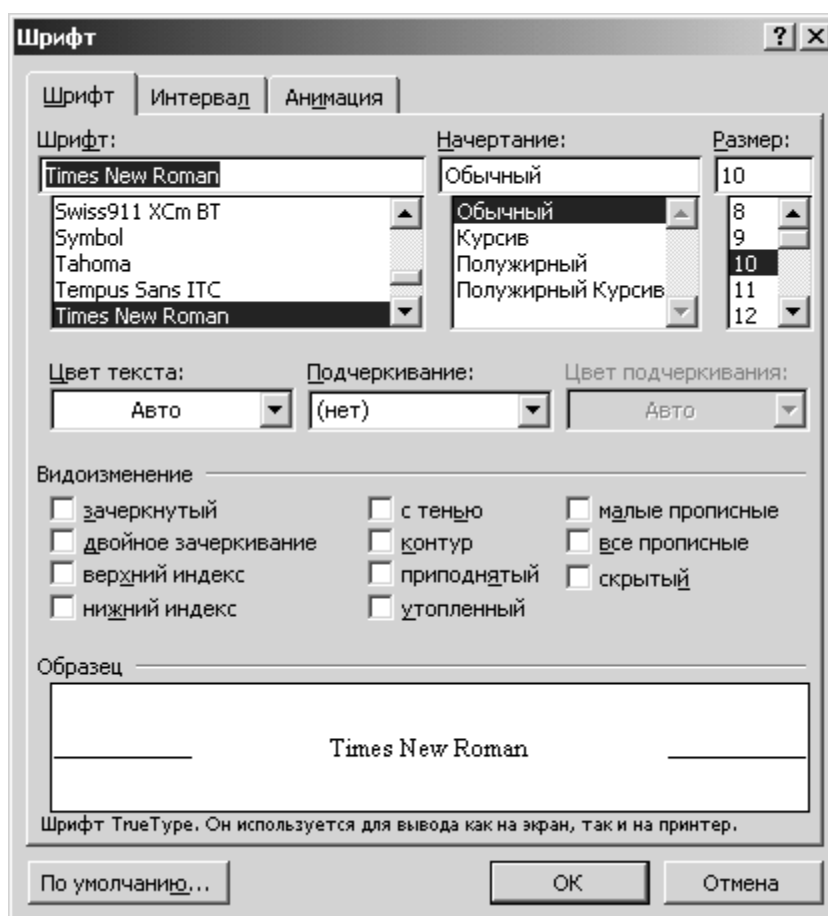 Шрифт
Шрифт Интервал Анимация
Шрифт: Начертание: Размер:
Times New Roman Обычный 10
Swiss911 XCm BT Обычный 8
Symbol Курсив 9
Tahoma Полужирный 10
Tempus Sans ITC Полужирный Курсив 11
Times New Roman 12
Цвет текста: Подчеркивание: Цвет подчеркивания:
Авто (нет) Авто
Видоизменение
зачеркнутый с тенью малые прописные
двойное зачеркивание контур все прописные
верхний индекс приподнятый скрытый
нижний индекс утопленный
Образец
Times New Roman
Шрифт TrueType. Он используется для вывода как на экран, так и на принтер.
По умолчанию... ОК Отмена